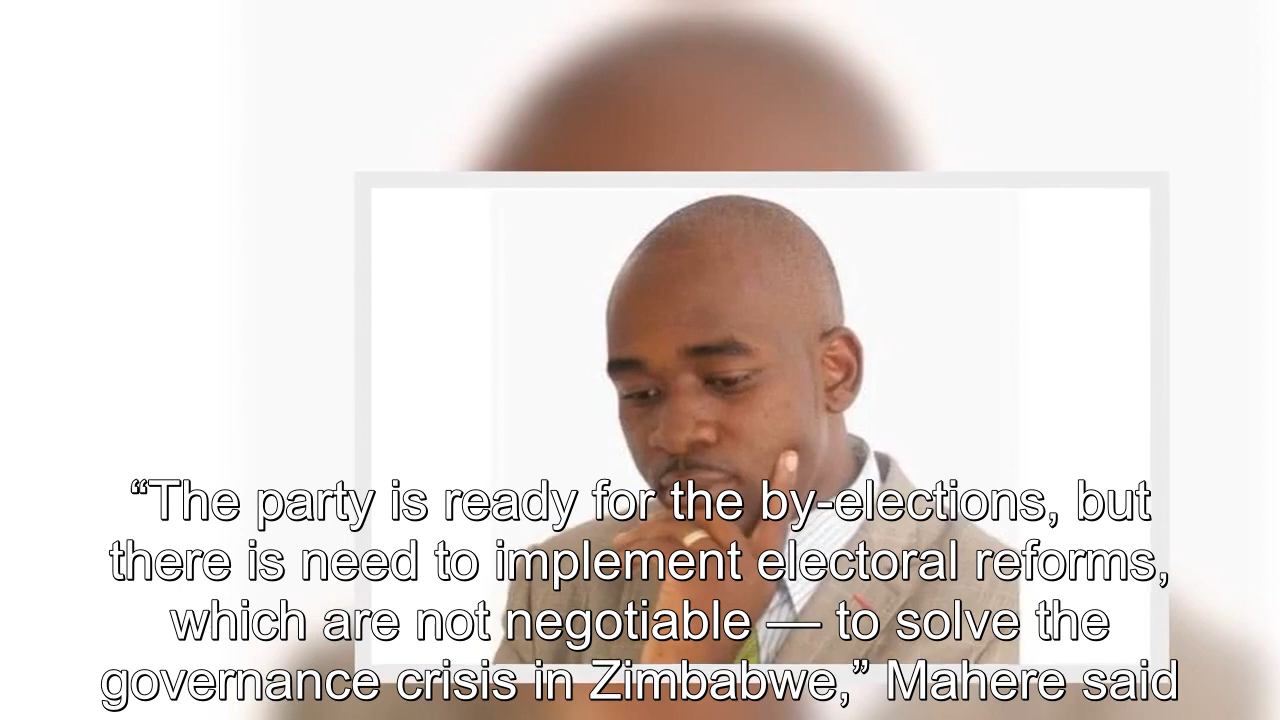 “The party is ready for the by-elections, but
there is need to implement electoral reforms,
which are not negotiable — to solve the
governance crisis in Zimbabwe,” Mahere said